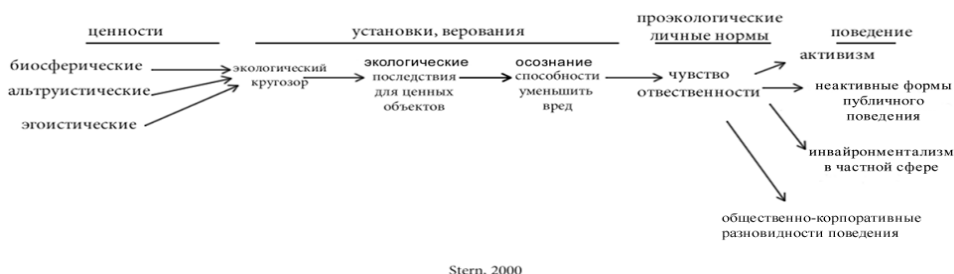 ценности
установки, верования
проэкологические
личные нормы
поведение
биосферические
альтруистические
эгоистические
экологический
кругозор
экологические
последствия
для ценных
объектов
осознание
способности
уменьшить
вред
чувство
отвественности
активизм
неактивные формы
публичного
поведения
инвайронментализм
в частной сфере
общественно-корпоративные
разновидности поведения
Stern, 2000